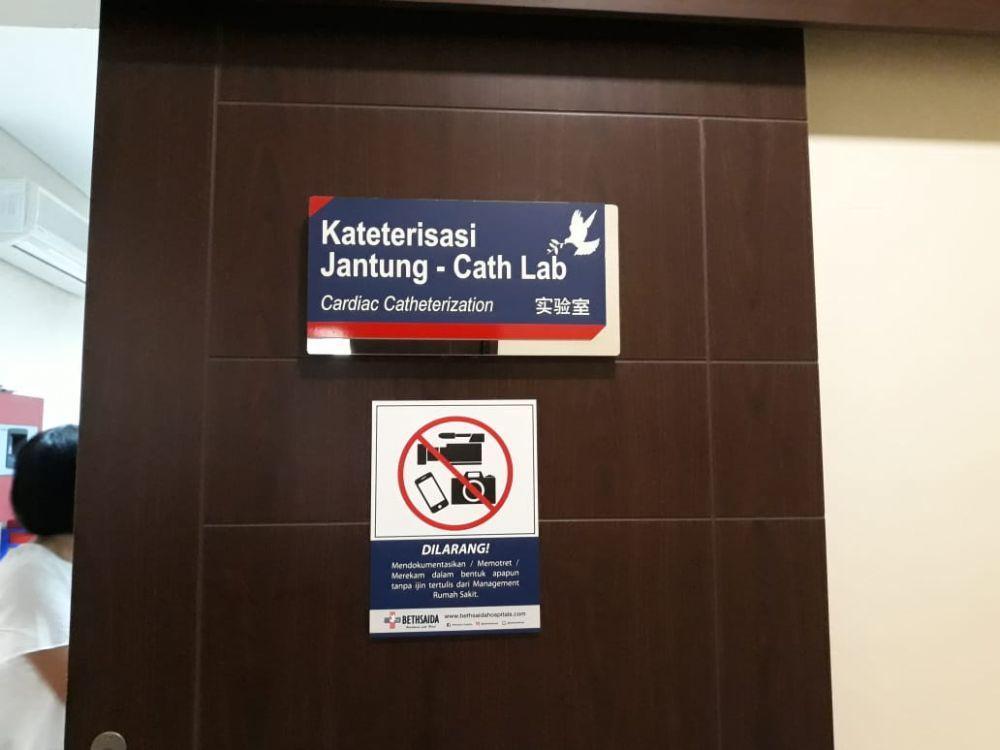 Kateterisasi
Jantung - Cath Lab
Cardiac Catheterization 实验室
DILARANG!
Mendokumentasikan / Memotret /
Merekam dalam bentuk apapun
tanpa ijin tertulis dari Management
Rumah Sakit.
BETHSAIDA www.bethsaidahospitals.com